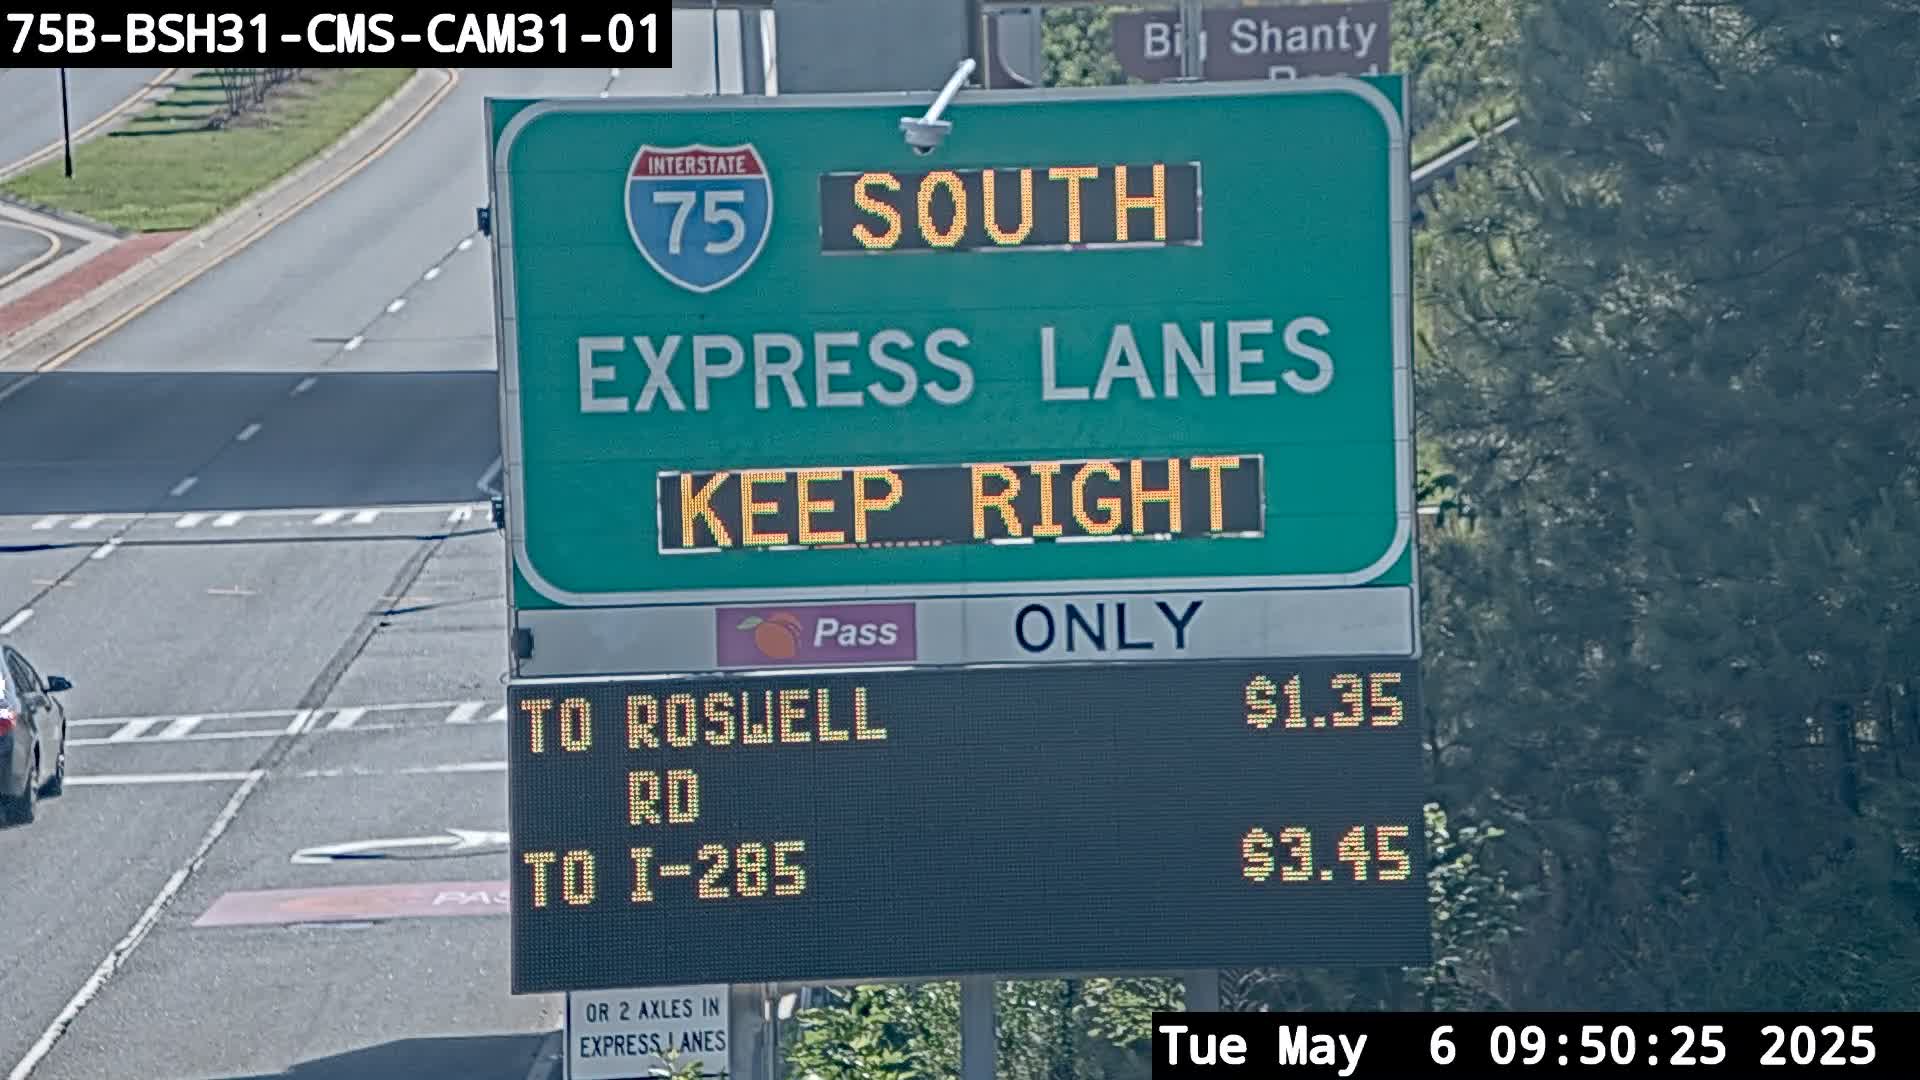 75B-BSH31-CMS-CAM31-01
Big Shanty
INTERSTATE
75
SOUTH
EXPRESS LANES
KEEP RIGHT
Pass
ONLY
TO ROSWELL $1.35
RD
TO I-285 $3.45
OR 2 AXLES IN
EXPRESS LANES
Tue May 6 09:50:25 2025